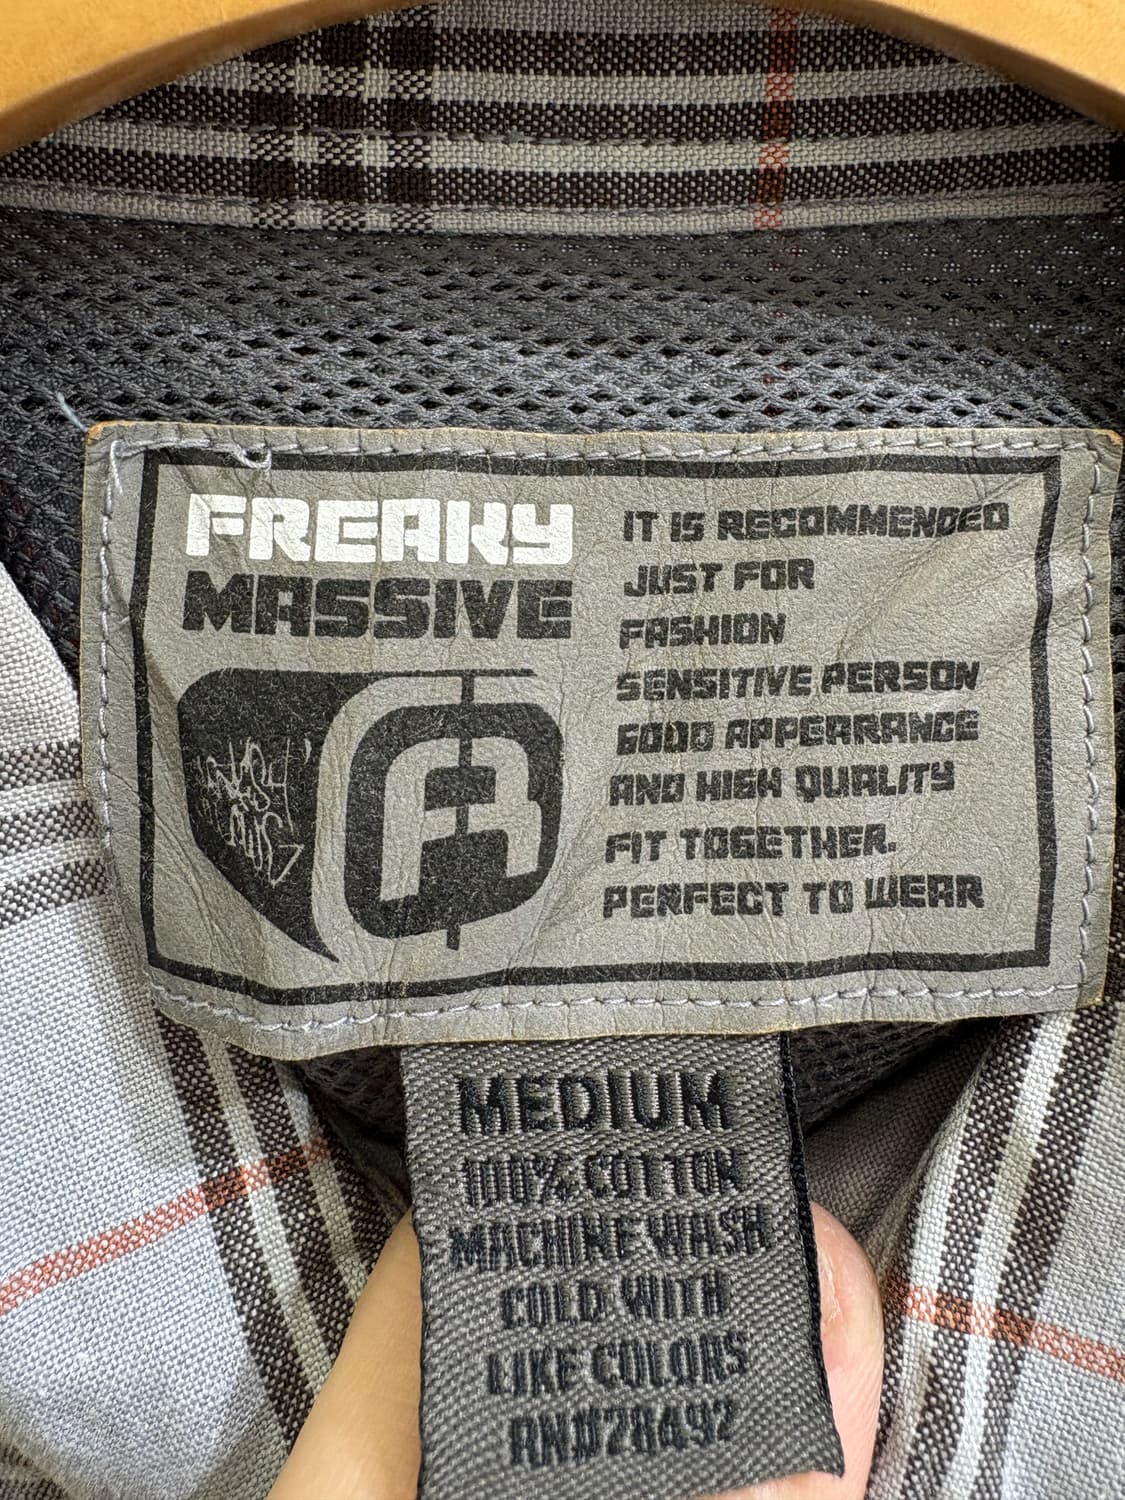 FREAKY
MASSIVE
IT IS RECOMMENDED
JUST FOR
FASHION
SENSITIVE PERSON
GOOD APPEARANCE
AND HIGH QUALITY
FIT TOGETHER.
PERFECT TO WEAR
MEDIUM
100% COTTON
MACHINE WASH
COLD WITH
LIKE COLORS
RN#28492